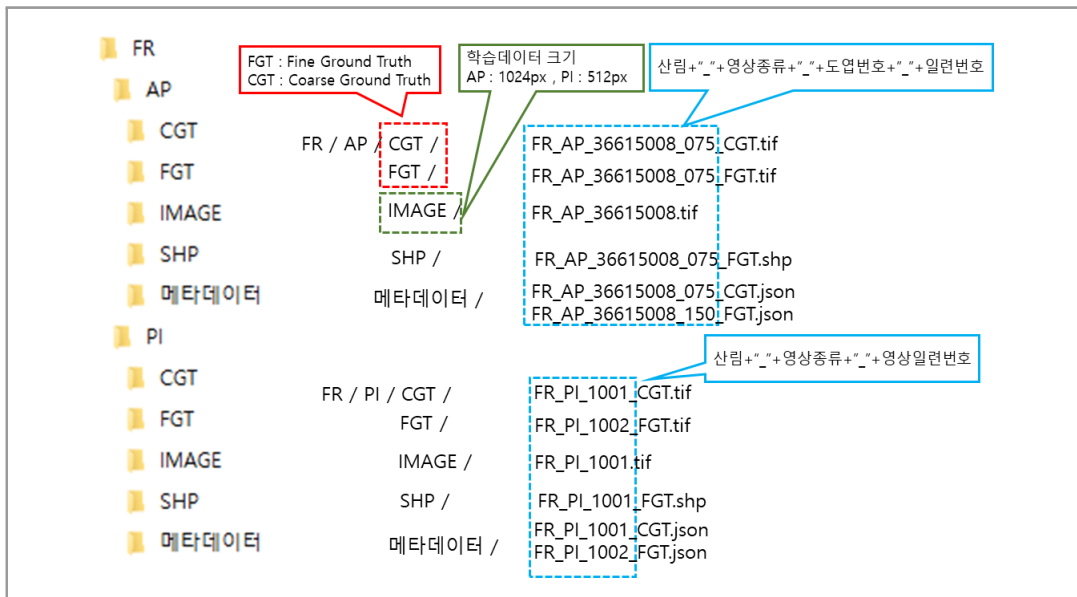 FR
FGT : Fine Ground Truth
CGT : Coarse Ground Truth
학습데이터 크기
AP : 1024px , PI : 512px
산림+"_"+영상종류+"_"+도엽번호+"_"+일련번호
AP
CGT
FR / AP / CGT /
FR_AP_36615008_075_CGT.tif
FGT
FGT /
FR_AP_36615008_075_FGT.tif
IMAGE
IMAGE /
FR_AP_36615008.tif
SHP
SHP /
FR_AP_36615008_075_FGT.shp
메타데이터
메타데이터 /
FR_AP_36615008_075_CGT.json
FR_AP_36615008_150_FGT.json
PI
산림+"_"+영상종류+"_"+영상일련번호
CGT
FR / PI / CGT /
FR_PI_1001_CGT.tif
FGT
FGT /
FR_PI_1002_FGT.tif
IMAGE
IMAGE /
FR_PI_1001.tif
SHP
SHP /
FR_PI_1001_FGT.shp
메타데이터
메타데이터 /
FR_PI_1001_CGT.json
FR_PI_1002_FGT.json